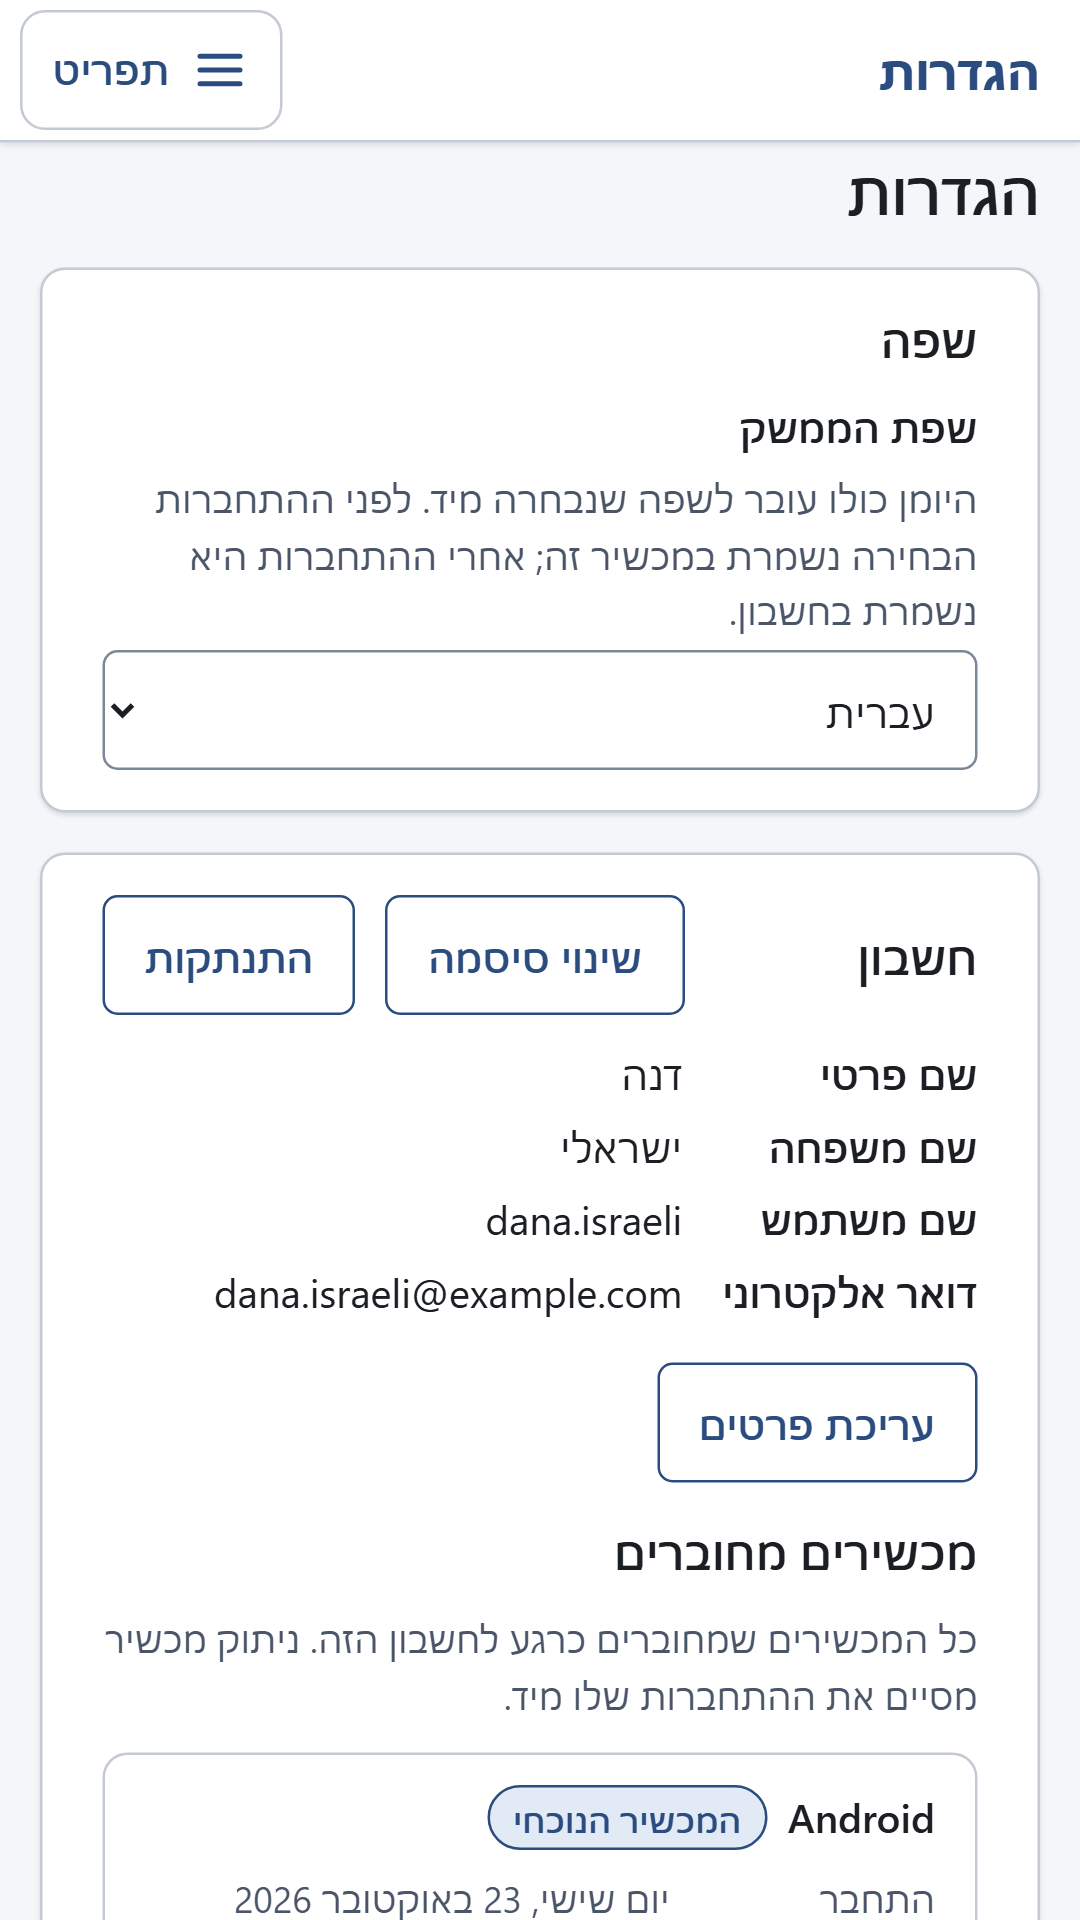 הגדרות
תפריט
הגדרות
שפה
שפת הממשק
היומן כולו עובר לשפה שנבחרה מיד. לפני ההתחברות
הבחירה נשמרת במכשיר זה; אחרי ההתחברות היא
נשמרת בחשבון.
עברית
חשבון
שינוי סיסמה
התנתקות
שם פרטי דנה
שם משפחה ישראלי
שם משתמש dana.israeli
דואר אלקטרוני dana.israeli@example.com
עריכת פרטים
מכשירים מחוברים
כל המכשירים שמחוברים כרגע לחשבון הזה. ניתוק מכשיר
מסיים את ההתחברות שלו מיד.
Android המכשיר הנוכחי
התחבר יום שישי, 23 באוקטובר 2026